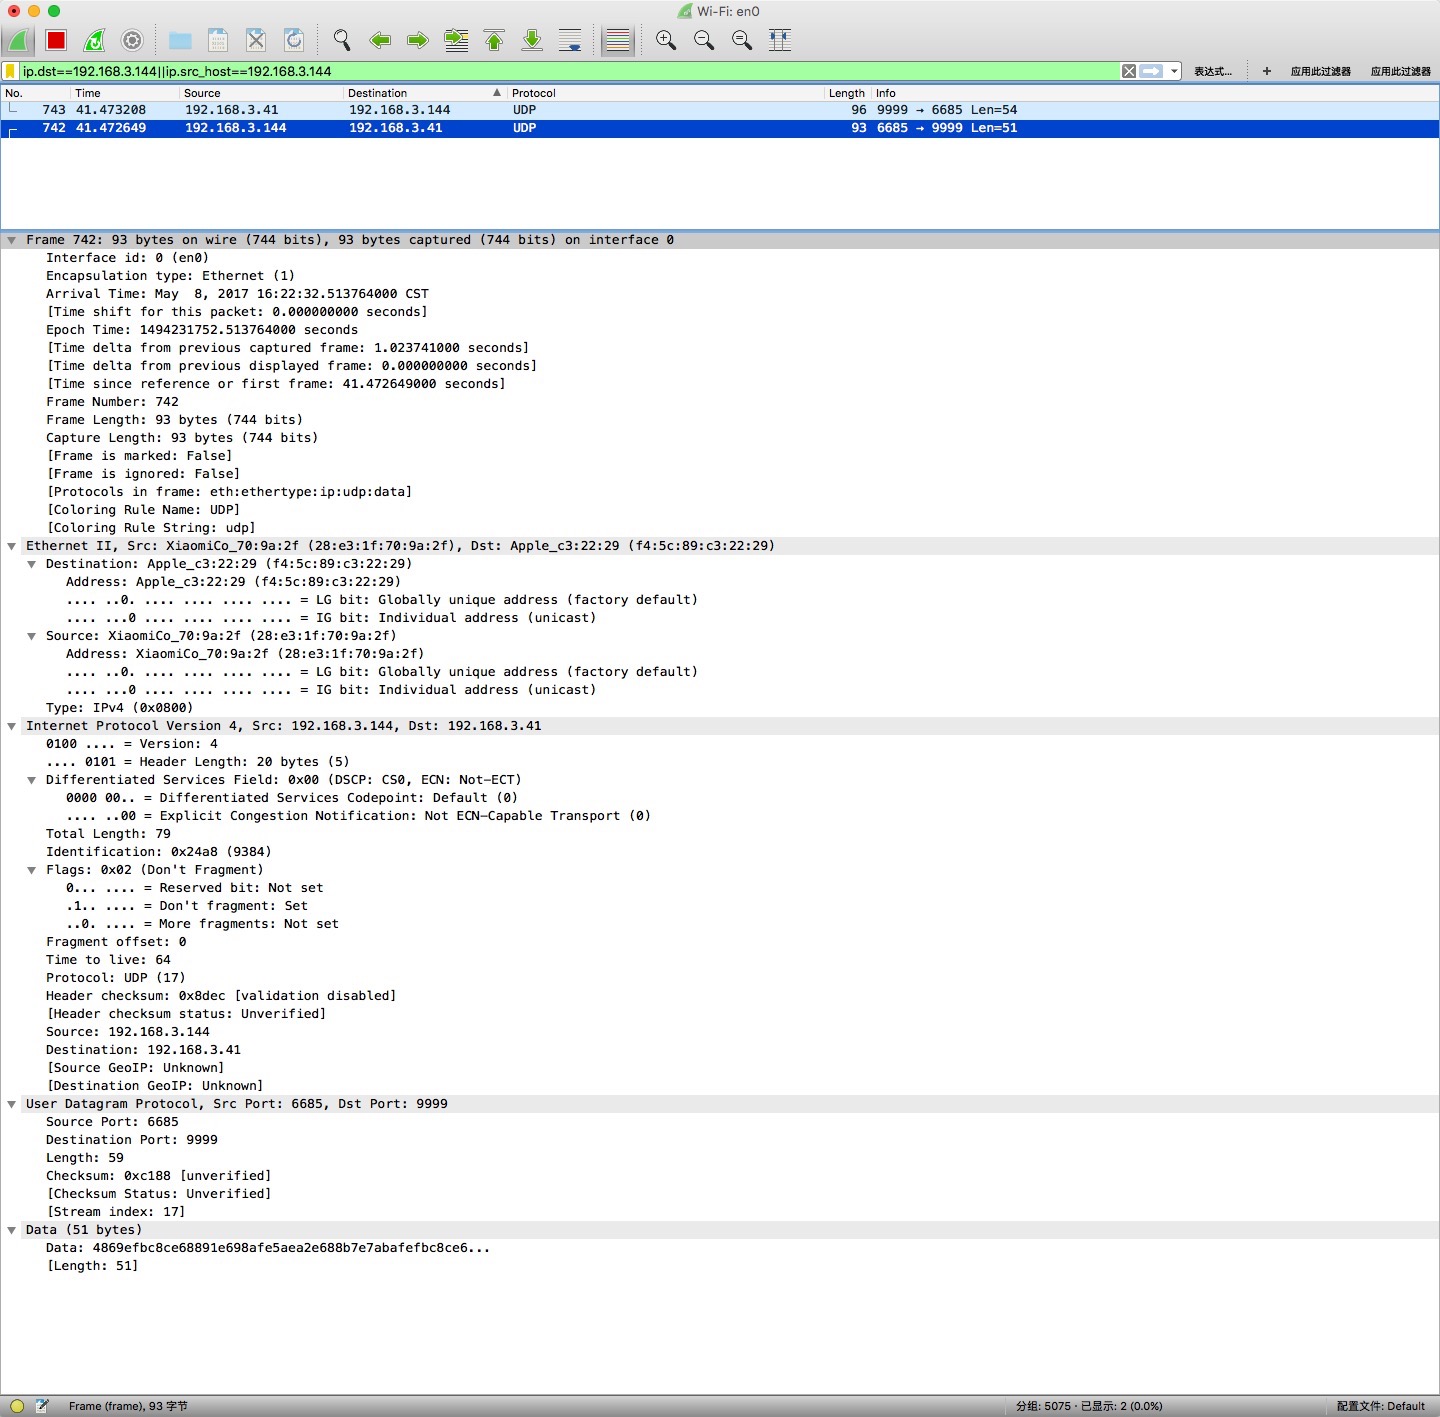 Wi-Fi: en0
ip.dst==192.168.3.144||ip.src_host==192.168.3.144 表达式… + 应用此过滤器 应用此过滤器
No. Time Source Destination Protocol Length Info
743 41.473208 192.168.3.41 192.168.3.144 UDP 96 9999 → 6685 Len=54
742 41.472649 192.168.3.144 192.168.3.41 UDP 93 6685 → 9999 Len=51
Frame 742: 93 bytes on wire (744 bits), 93 bytes captured (744 bits) on interface 0
Interface id: 0 (en0)
Encapsulation type: Ethernet (1)
Arrival Time: May  8, 2017 16:22:32.513764000 CST
[Time shift for this packet: 0.000000000 seconds]
Epoch Time: 1494231752.513764000 seconds
[Time delta from previous captured frame: 1.023741000 seconds]
[Time delta from previous displayed frame: 0.000000000 seconds]
[Time since reference or first frame: 41.472649000 seconds]
Frame Number: 742
Frame Length: 93 bytes (744 bits)
Capture Length: 93 bytes (744 bits)
[Frame is marked: False]
[Frame is ignored: False]
[Protocols in frame: eth:ethertype:ip:udp:data]
[Coloring Rule Name: UDP]
[Coloring Rule String: udp]
Ethernet II, Src: XiaomiCo_70:9a:2f (28:e3:1f:70:9a:2f), Dst: Apple_c3:22:29 (f4:5c:89:c3:22:29)
Destination: Apple_c3:22:29 (f4:5c:89:c3:22:29)
Address: Apple_c3:22:29 (f4:5c:89:c3:22:29)
.... ..0. .... .... .... .... = LG bit: Globally unique address (factory default)
.... ...0 .... .... .... .... = IG bit: Individual address (unicast)
Source: XiaomiCo_70:9a:2f (28:e3:1f:70:9a:2f)
Address: XiaomiCo_70:9a:2f (28:e3:1f:70:9a:2f)
.... ..0. .... .... .... .... = LG bit: Globally unique address (factory default)
.... ...0 .... .... .... .... = IG bit: Individual address (unicast)
Type: IPv4 (0x0800)
Internet Protocol Version 4, Src: 192.168.3.144, Dst: 192.168.3.41
0100 .... = Version: 4
.... 0101 = Header Length: 20 bytes (5)
Differentiated Services Field: 0x00 (DSCP: CS0, ECN: Not-ECT)
0000 00.. = Differentiated Services Codepoint: Default (0)
.... ..00 = Explicit Congestion Notification: Not ECN-Capable Transport (0)
Total Length: 79
Identification: 0x24a8 (9384)
Flags: 0x02 (Don't Fragment)
0... .... = Reserved bit: Not set
.1.. .... = Don't fragment: Set
..0. .... = More fragments: Not set
Fragment offset: 0
Time to live: 64
Protocol: UDP (17)
Header checksum: 0x8dec [validation disabled]
[Header checksum status: Unverified]
Source: 192.168.3.144
Destination: 192.168.3.41
[Source GeoIP: Unknown]
[Destination GeoIP: Unknown]
User Datagram Protocol, Src Port: 6685, Dst Port: 9999
Source Port: 6685
Destination Port: 9999
Length: 59
Checksum: 0xc188 [unverified]
[Checksum Status: Unverified]
[Stream index: 17]
Data (51 bytes)
Data: 4869efbc8ce68891e698afe5aea2e688b7e7abafefbc8ce6...
[Length: 51]
Frame (frame), 93 字节 分组: 5075 · 已显示: 2 (0.0%) 配置文件: Default